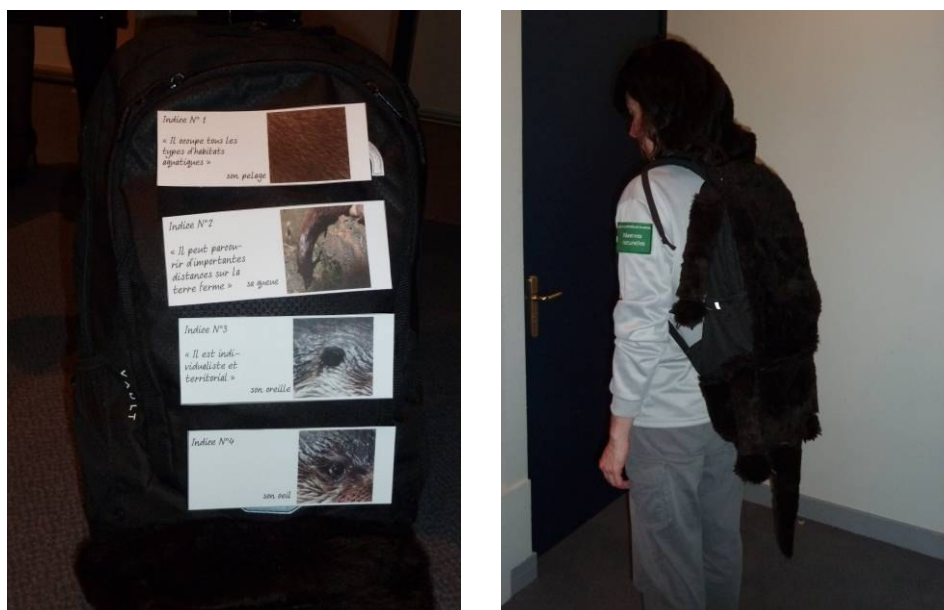 Indice N° 1
« Il occupe tous les
types d'habitats
aquatiques »
son pelage
Indice N°2
« Il peut parcou-
rir d'importantes
distances sur la
terre ferme »
sa queue
Indice N°3
« Il est indi-
vidualiste et
territorial »
son oreille
Indice N°4
son oeil
VAULT
Réserves
naturelles